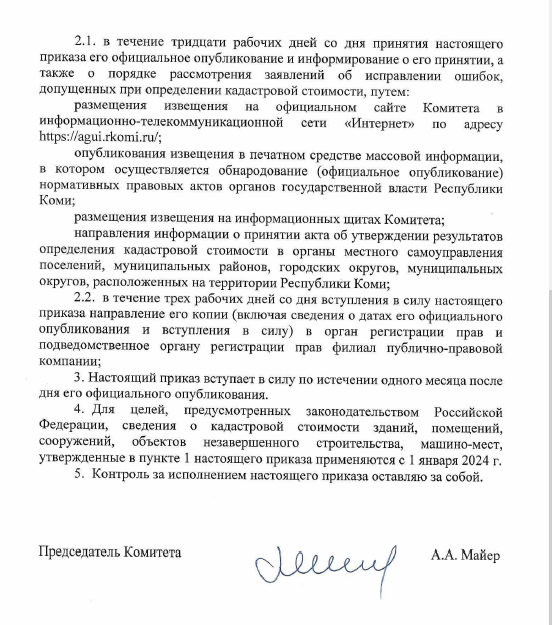 2.1. в течение тридцати рабочих дней со дня принятия настоящего
приказа его официальное опубликование и информирование о его принятии, а
также о порядке рассмотрения заявлений об исправлении ошибок,
допущенных при определении кадастровой стоимости, путем:
размещения извещения на официальном сайте Комитета в
информационно-телекоммуникационной сети «Интернет» по адресу
https://agui.rkomi.ru/;
опубликования извещения в печатном средстве массовой информации,
в котором осуществляется обнародование (официальное опубликование)
нормативных правовых актов органов государственной власти Республики
Коми;
размещения извещения на информационных щитах Комитета;
направления информации о принятии акта об утверждении результатов
определения кадастровой стоимости в органы местного самоуправления
поселений, муниципальных районов, городских округов, муниципальных
округов, расположенных на территории Республики Коми;
2.2. в течение трех рабочих дней со дня вступления в силу настоящего
приказа направление его копии (включая сведения о датах его официального
опубликования и вступления в силу) в орган регистрации прав и
подведомственное органу регистрации прав филиал публично-правовой
компании;
3. Настоящий приказ вступает в силу по истечении одного месяца после
дня его официального опубликования.
4. Для целей, предусмотренных законодательством Российской
Федерации, сведения о кадастровой стоимости зданий, помещений,
сооружений, объектов незавершенного строительства, машино-мест,
утвержденные в пункте 1 настоящего приказа применяются с 1 января 2024 г.
5. Контроль за исполнением настоящего приказа оставляю за собой.
Председатель Комитета
А.А. Майер